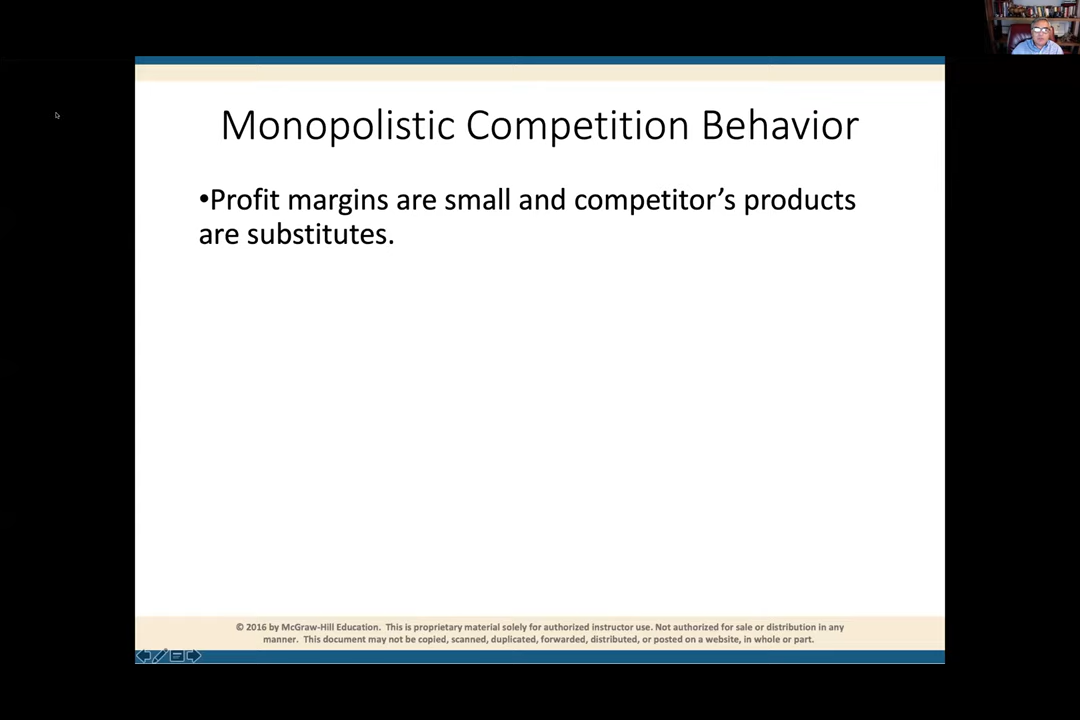 Monopolistic Competition Behavior
•Profit margins are small and competitor’s products
are substitutes.
© 2016 by McGraw-Hill Education. This is proprietary material solely for authorized instructor use. Not authorized for sale or distribution in any
manner. This document may not be copied, scanned, duplicated, forwarded, distributed, or posted on a website, in whole or part.